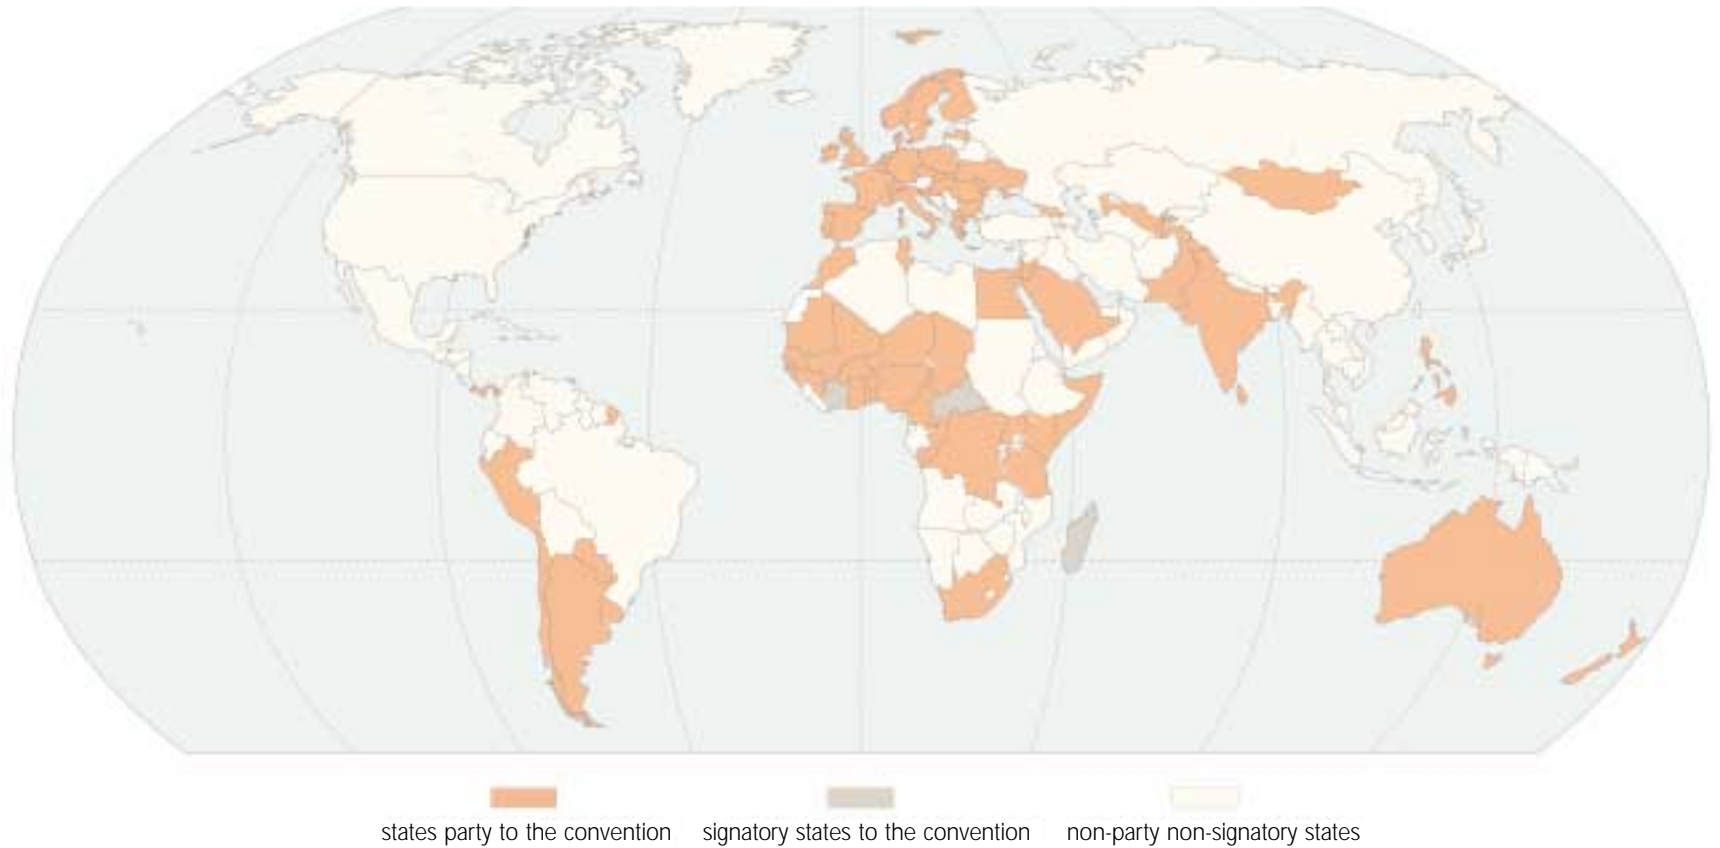 states party to the convention
signatory states to the convention
non-party non-signatory states